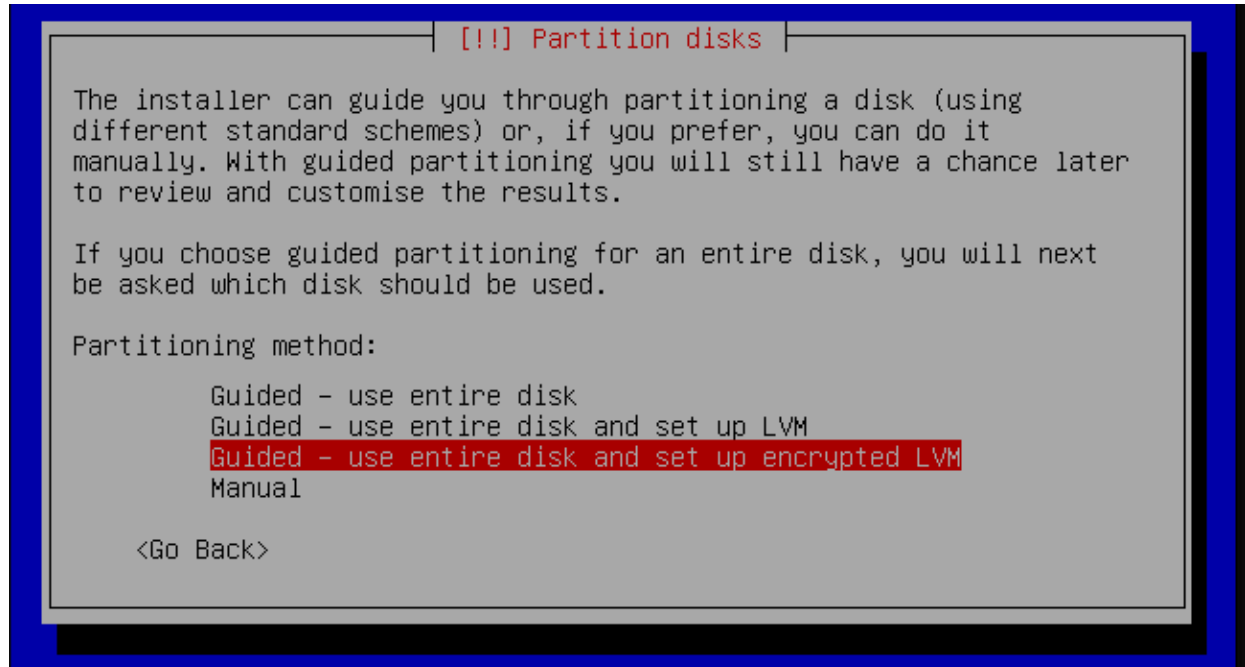 [!!] Partition disks
The installer can guide you through partitioning a disk (using
different standard schemes) or, if you prefer, you can do it
manually. With guided partitioning you will still have a chance later
to review and customise the results.
If you choose guided partitioning for an entire disk, you will next
be asked which disk should be used.
Partitioning method:
Guided – use entire disk
Guided – use entire disk and set up LVM
Guided – use entire disk and set up encrypted LVM
Manual
<Go Back>